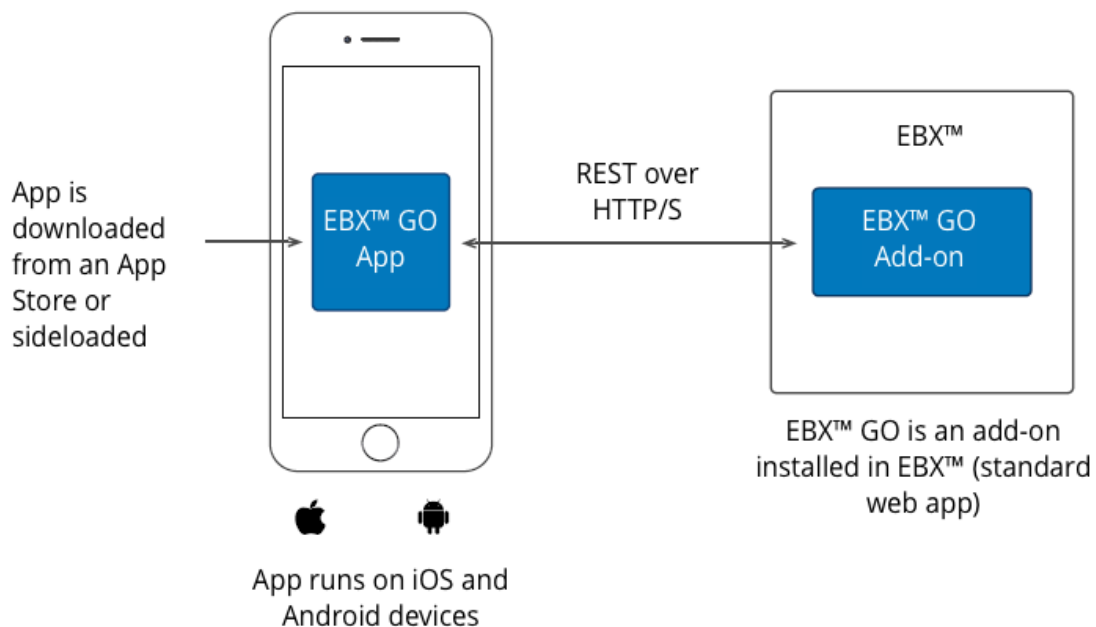 App is
downloaded
from an App
Store or
sideloaded
EBX™ GO
App
App runs on iOS and
Android devices
REST over
HTTP/S
EBX™
EBX™ GO
Add-on
EBX™ GO is an add-on
installed in EBX™ (standard
web app)